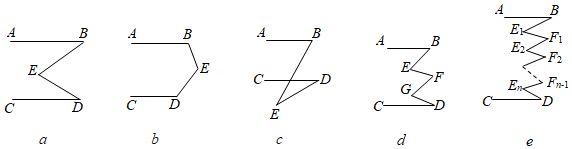 A B E C D a
A B E C D b
A B C D E c
A B E F G C D d
A B E1 F1 E2 F2 En Fn-1 C D e